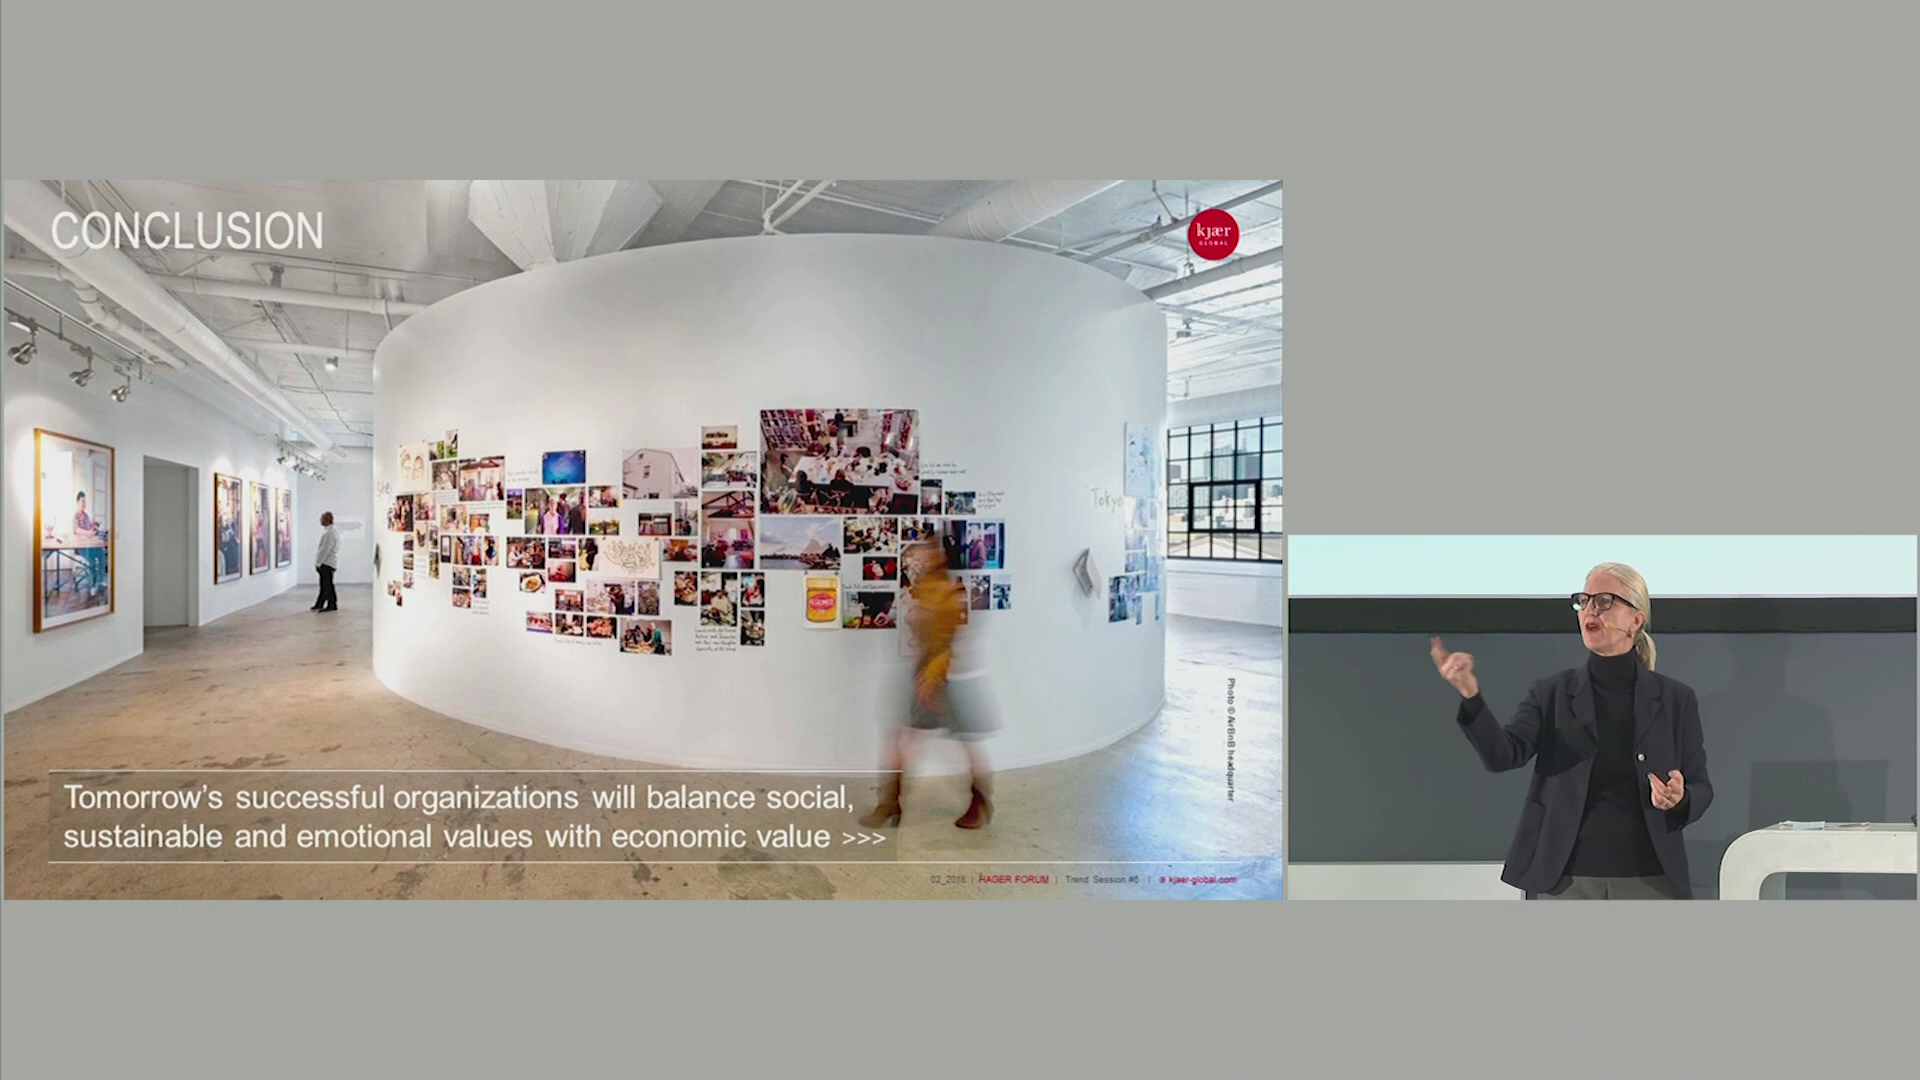 CONCLUSION
kjær
GLOBAL
Tokyo
Photo © AirBnB headquarter
Tomorrow's successful organizations will balance social,
sustainable and emotional values with economic value >>>
02_2018 | HAGER FORUM | Trend Session #6 | @ kjaer-global.com